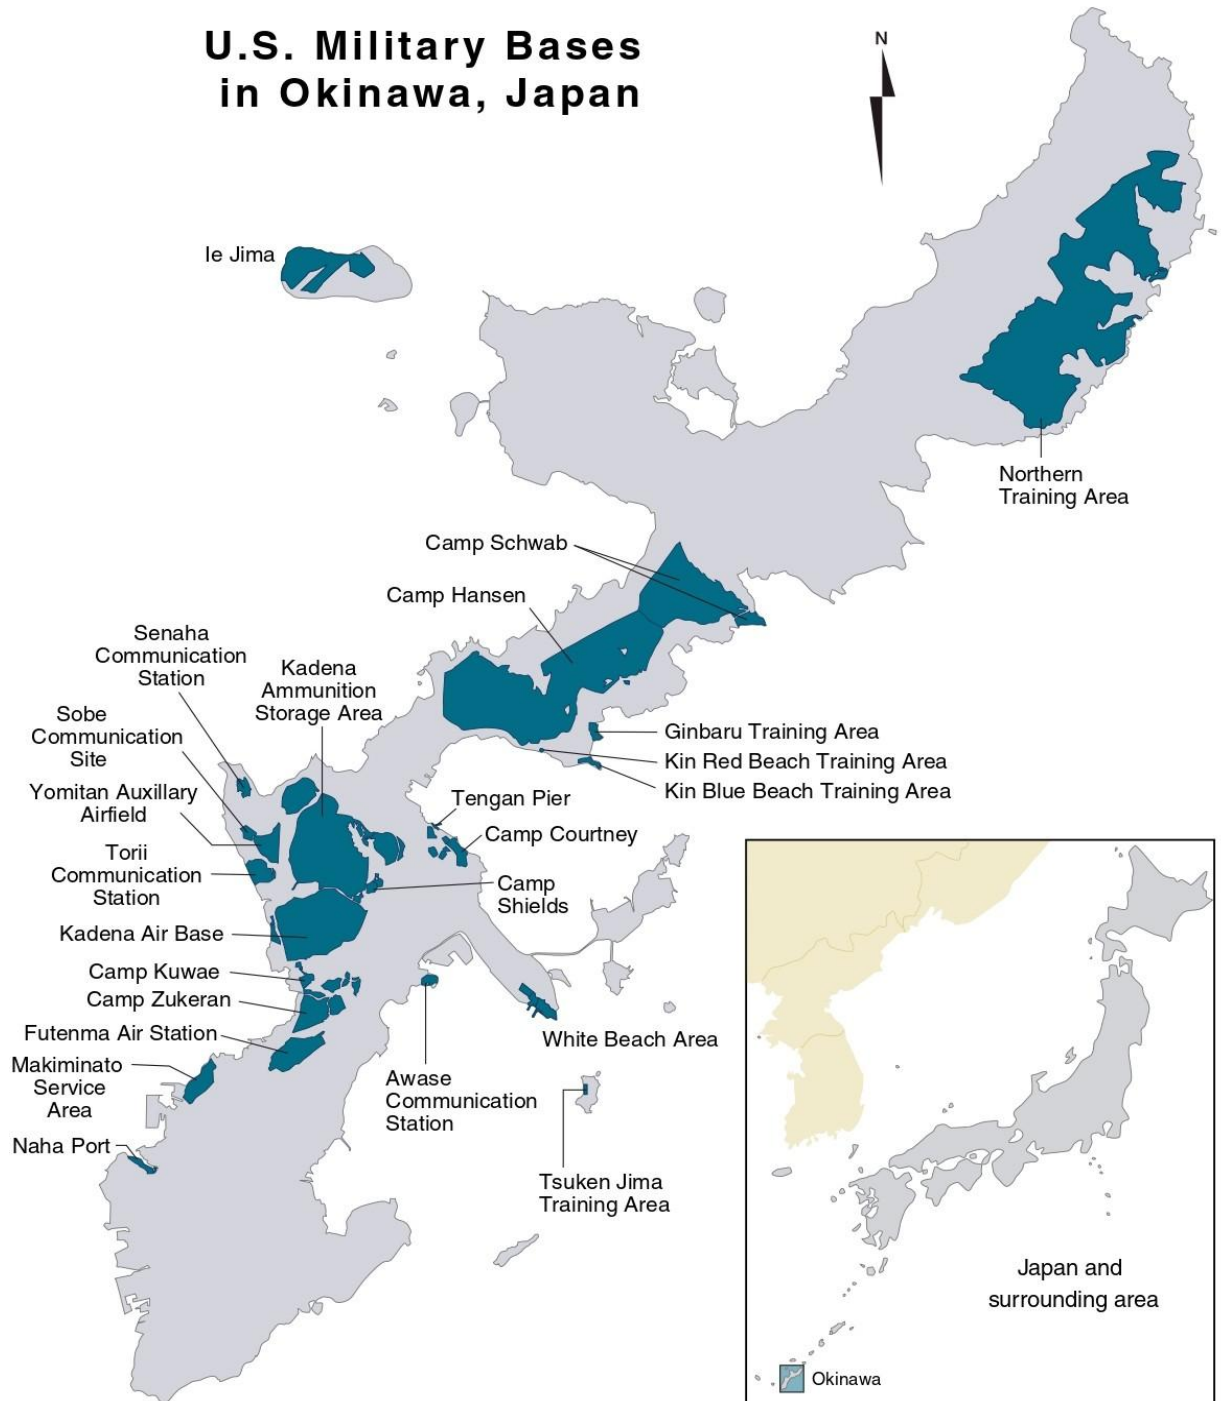 U.S. Military Bases
in Okinawa, Japan
N
Ie Jima
Northern
Training Area
Camp Schwab
Camp Hansen
Senaha
Communication
Station
Kadena
Ammunition
Storage Area
Sobe
Communication
Site
Ginbaru Training Area
Kin Red Beach Training Area
Kin Blue Beach Training Area
Yomitan Auxillary
Airfield
Tengan Pier
Camp Courtney
Torii
Communication
Station
Camp
Shields
Kadena Air Base
Camp Kuwae
Camp Zukeran
Futenma Air Station
White Beach Area
Makiminato
Service
Area
Awase
Communication
Station
Naha Port
Tsuken Jima
Training Area
Japan and
surrounding area
Okinawa